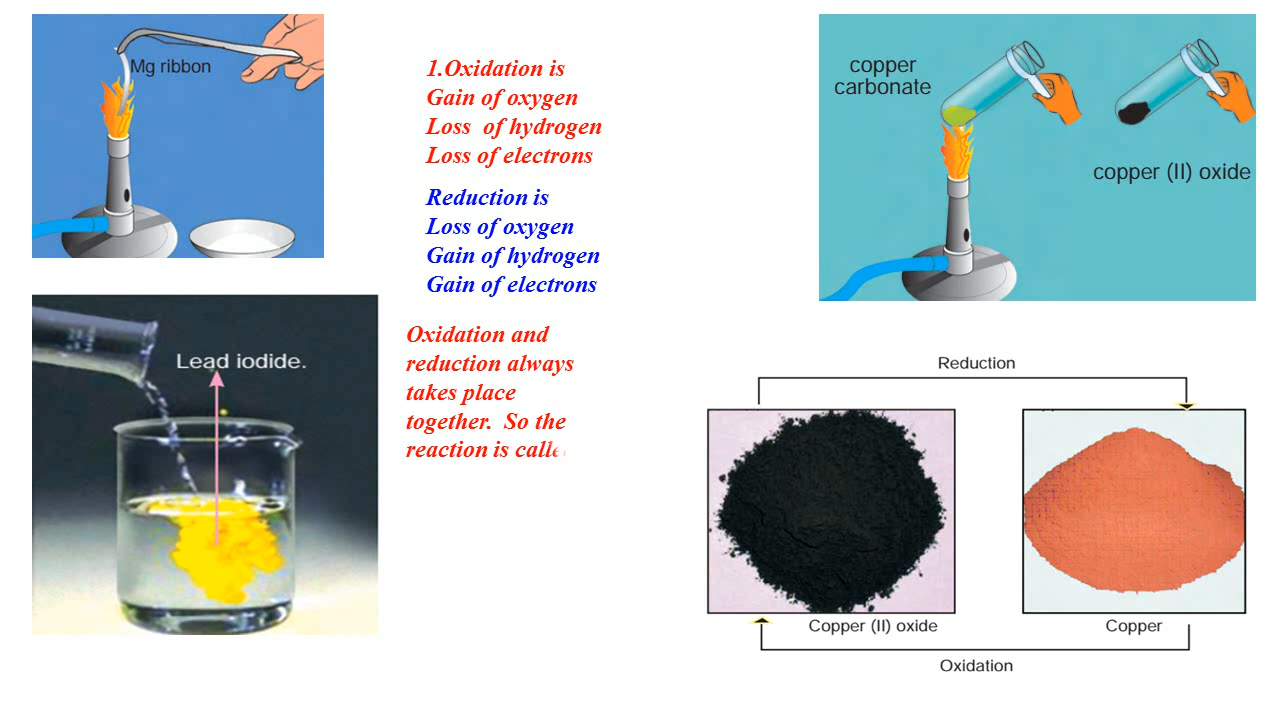 Mg ribbon
1.Oxidation is
Gain of oxygen
Loss of hydrogen
Loss of electrons
Reduction is
Loss of oxygen
Gain of hydrogen
Gain of electrons
Oxidation and
reduction always
takes place
together. So the
reaction is
Lead iodide.
copper
carbonate
copper (II) oxide
Reduction
Copper (II) oxide
Copper
Oxidation